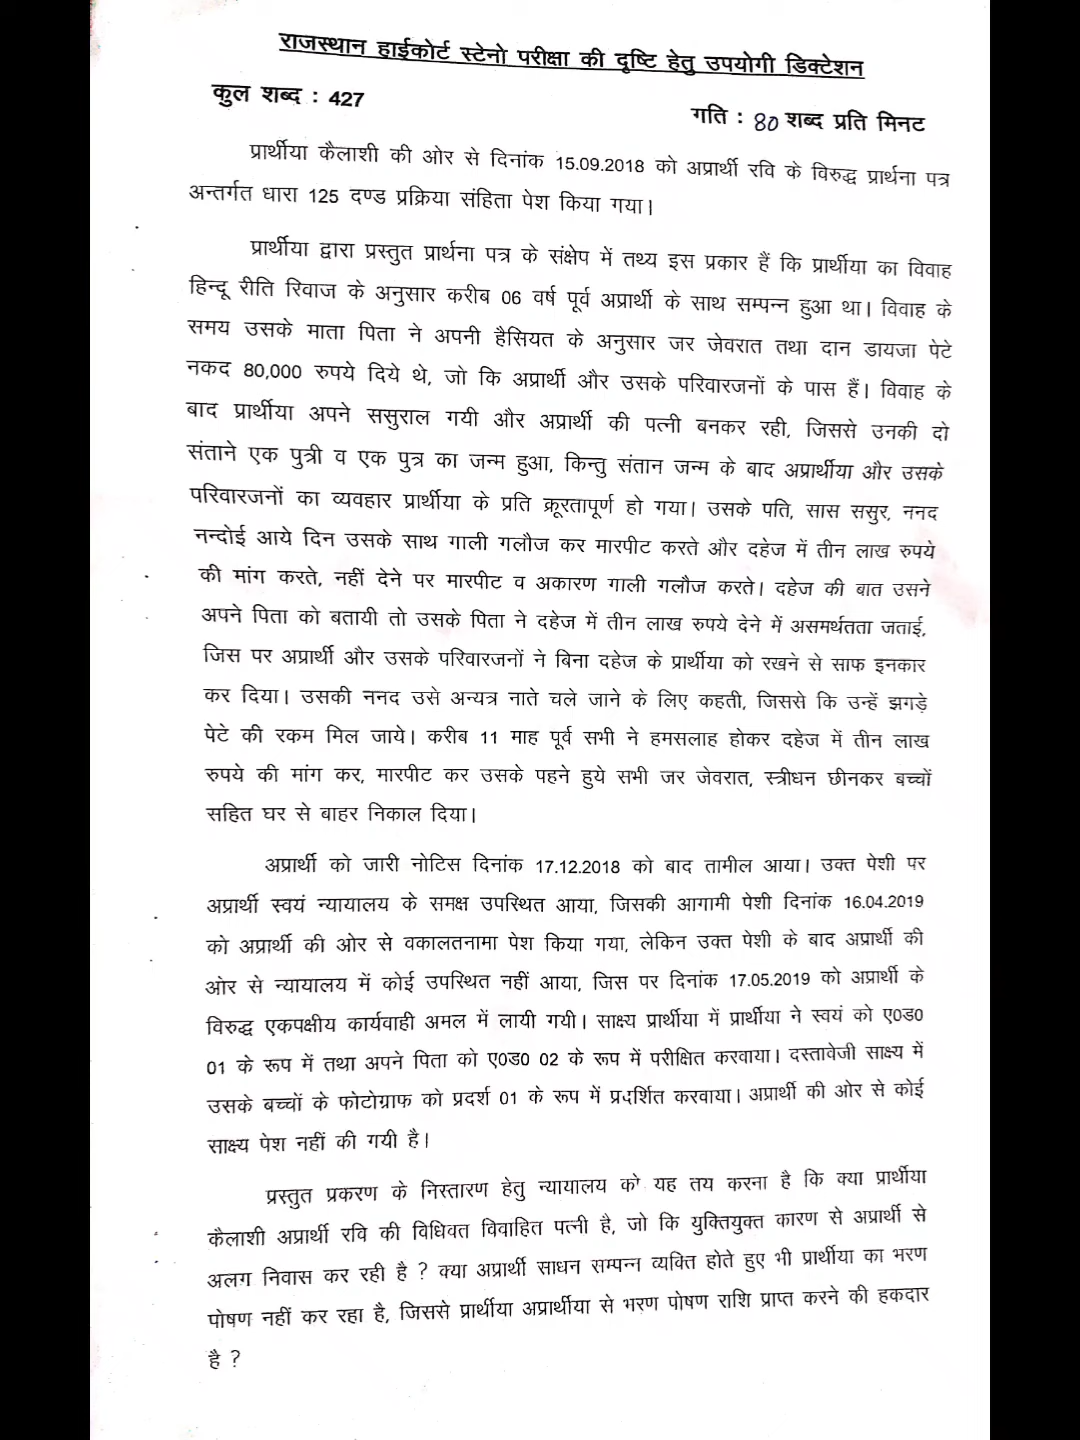 राजस्थान हाईकोर्ट स्टेनो परीक्षा की दृष्टि हेतु उपयोगी डिक्टेशन
कुल शब्द : 427
गति : 80 शब्द प्रति मिनट
प्रार्थीया कैलाशी की ओर से दिनांक 15.09.2018 को अप्रार्थी रवि के विरुद्ध प्रार्थना पत्र
अन्तर्गत धारा 125 दण्ड प्रक्रिया संहिता पेश किया गया।
प्रार्थीया द्वारा प्रस्तुत प्रार्थना पत्र के संक्षेप में तथ्य इस प्रकार हैं कि प्रार्थीया का विवाह
हिन्दू रीति रिवाज के अनुसार करीब 06 वर्ष पूर्व अप्रार्थी के साथ सम्पन्न हुआ था। विवाह के
समय उसके माता पिता ने अपनी हैसियत के अनुसार जर जेवरात तथा दान डायजा पेटे
नकद 80,000 रुपये दिये थे, जो कि अप्रार्थी और उसके परिवारजनों के पास हैं। विवाह के
बाद प्रार्थीया अपने ससुराल गयी और अप्रार्थी की पत्नी बनकर रही, जिससे उनकी दो
संताने एक पुत्री व एक पुत्र का जन्म हुआ, किन्तु संतान जन्म के बाद अप्रार्थीया और उसके
परिवारजनों का व्यवहार प्रार्थीया के प्रति क्रूरतापूर्ण हो गया। उसके पति, सास ससुर, ननद
नन्दोई आये दिन उसके साथ गाली गलौज कर मारपीट करते और दहेज में तीन लाख रुपये
की मांग करते, नहीं देने पर मारपीट व अकारण गाली गलौज करते। दहेज की बात उसने
अपने पिता को बतायी तो उसके पिता ने दहेज में तीन लाख रुपये देने में असमर्थतता जताई,
जिस पर अप्रार्थी और उसके परिवारजनों ने बिना दहेज के प्रार्थीया को रखने से साफ इनकार
कर दिया। उसकी ननद उसे अन्यत्र नाते चले जाने के लिए कहती, जिससे कि उन्हें झगड़े
पेटे की रकम मिल जाये। करीब 11 माह पूर्व सभी ने हमसलाह होकर दहेज में तीन लाख
रुपये की मांग कर, मारपीट कर उसके पहने हुये सभी जर जेवरात, स्त्रीधन छीनकर बच्चों
सहित घर से बाहर निकाल दिया।
अप्रार्थी को जारी नोटिस दिनांक 17.12.2018 को बाद तामील आया। उक्त पेशी पर
अप्रार्थी स्वयं न्यायालय के समक्ष उपस्थित आया, जिसकी आगामी पेशी दिनांक 16.04.2019
को अप्रार्थी की ओर से वकालतनामा पेश किया गया, लेकिन उक्त पेशी के बाद अप्रार्थी की
ओर से न्यायालय में कोई उपस्थित नहीं आया, जिस पर दिनांक 17.05.2019 को अप्रार्थी के
विरुद्ध एकपक्षीय कार्यवाही अमल में लायी गयी। साक्ष्य प्रार्थीया में प्रार्थीया ने स्वयं को ए0ड0
01 के रूप में तथा अपने पिता को ए0ड0 02 के रूप में परीक्षित करवाया। दस्तावेजी साक्ष्य में
उसके बच्चों के फोटोग्राफ को प्रदर्श 01 के रूप में प्रदर्शित करवाया। अप्रार्थी की ओर से कोई
साक्ष्य पेश नहीं की गयी है।
प्रस्तुत प्रकरण के निस्तारण हेतु न्यायालय को यह तय करना है कि क्या प्रार्थीया
कैलाशी अप्रार्थी रवि की विधिवत विवाहित पत्नी है, जो कि युक्तियुक्त कारण से अप्रार्थी से
अलग निवास कर रही है ? क्या अप्रार्थी साधन सम्पन्न व्यक्ति होते हुए भी प्रार्थीया का भरण
पोषण नहीं कर रहा है, जिससे प्रार्थीया अप्रार्थीया से भरण पोषण राशि प्राप्त करने की हकदार
है ?